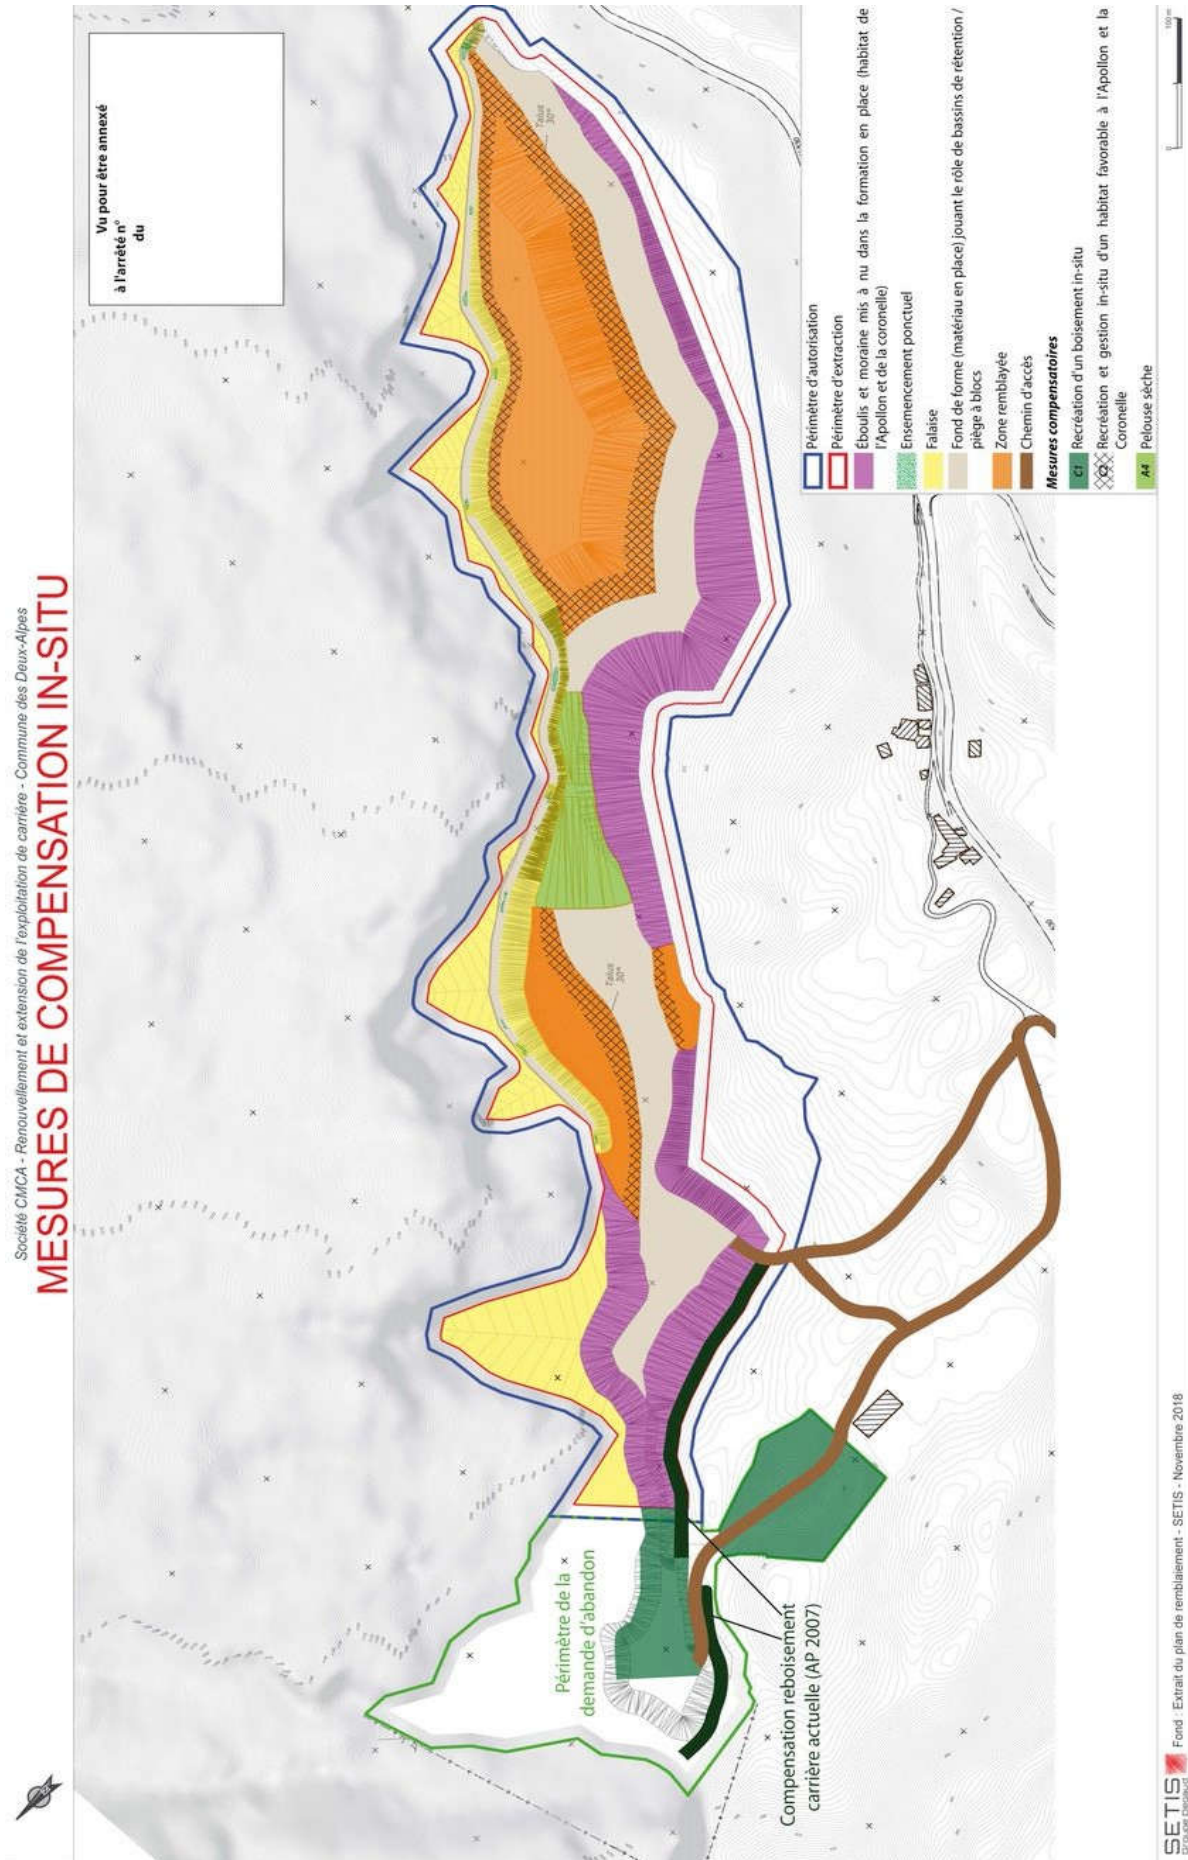 Société CMCA - Renouvellement et extension de l'exploitation de carrière - Commune des Deux-Alpes
MESURES DE COMPENSATION IN-SITU
Vu pour être annexé
à l'arrêté n°
du
Talus
30°
Talus
30°
Périmètre de la
demande d'abandon
Compensation reboisement
carrière actuelle (AP 2007)
Périmètre d'autorisation
Périmètre d'extraction
Éboulis et moraine mis à nu dans la formation en place (habitat de
l'Apollon et de la coronelle)
Ensemencement ponctuel
Falaise
Fond de forme (matériau en place) jouant le rôle de bassins de rétention /
piège à blocs
Zone remblayée
Chemin d'accès
Mesures compensatoires
C1 Recréation d'un boisement in-situ
C2 Recréation et gestion in-situ d'un habitat favorable à l'Apollon et la
Coronelle
A4 Pelouse sèche
0 100 m
SETIS
Groupe Degaud
Fond : Extrait du plan de remblaiement - SETIS - Novembre 2018